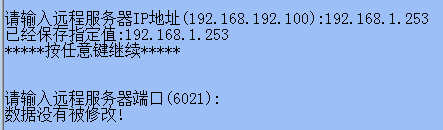 请输入远程服务器IP地址(192.168.192.100):192.168.1.253
已经保存指定值:192.168.1.253
*****按任意键继续*****
请输入远程服务器端口(6021):
数据没有被修改!